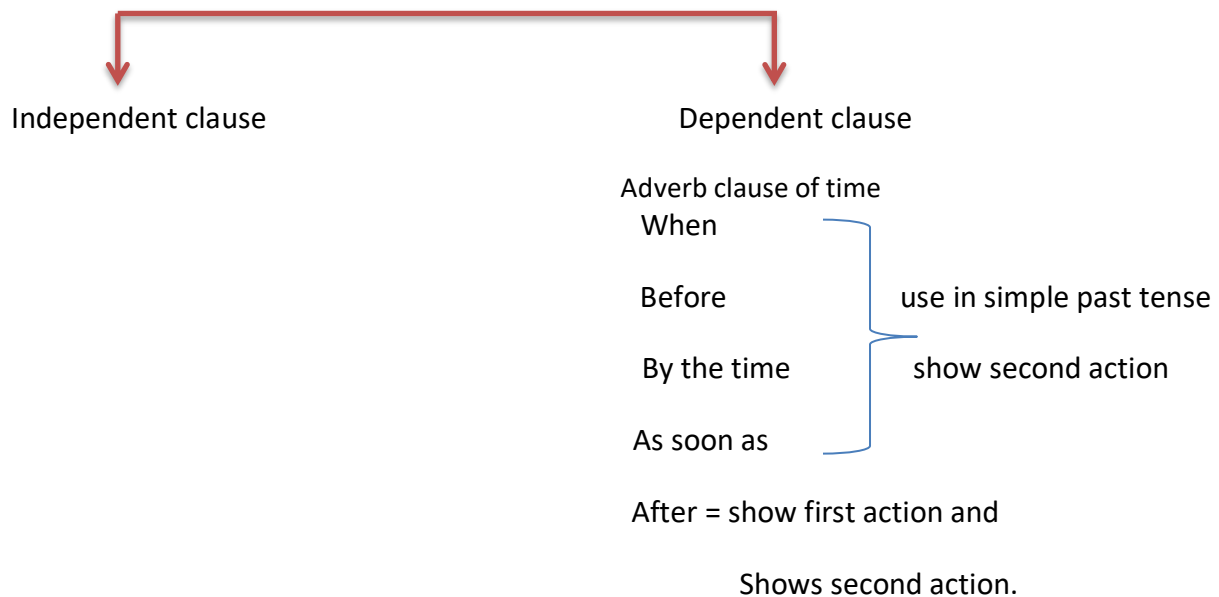 Independent clause Dependent clause
Adverb clause of time
When
Before use in simple past tense
By the time show second action
As soon as
After = show first action and
Shows second action.